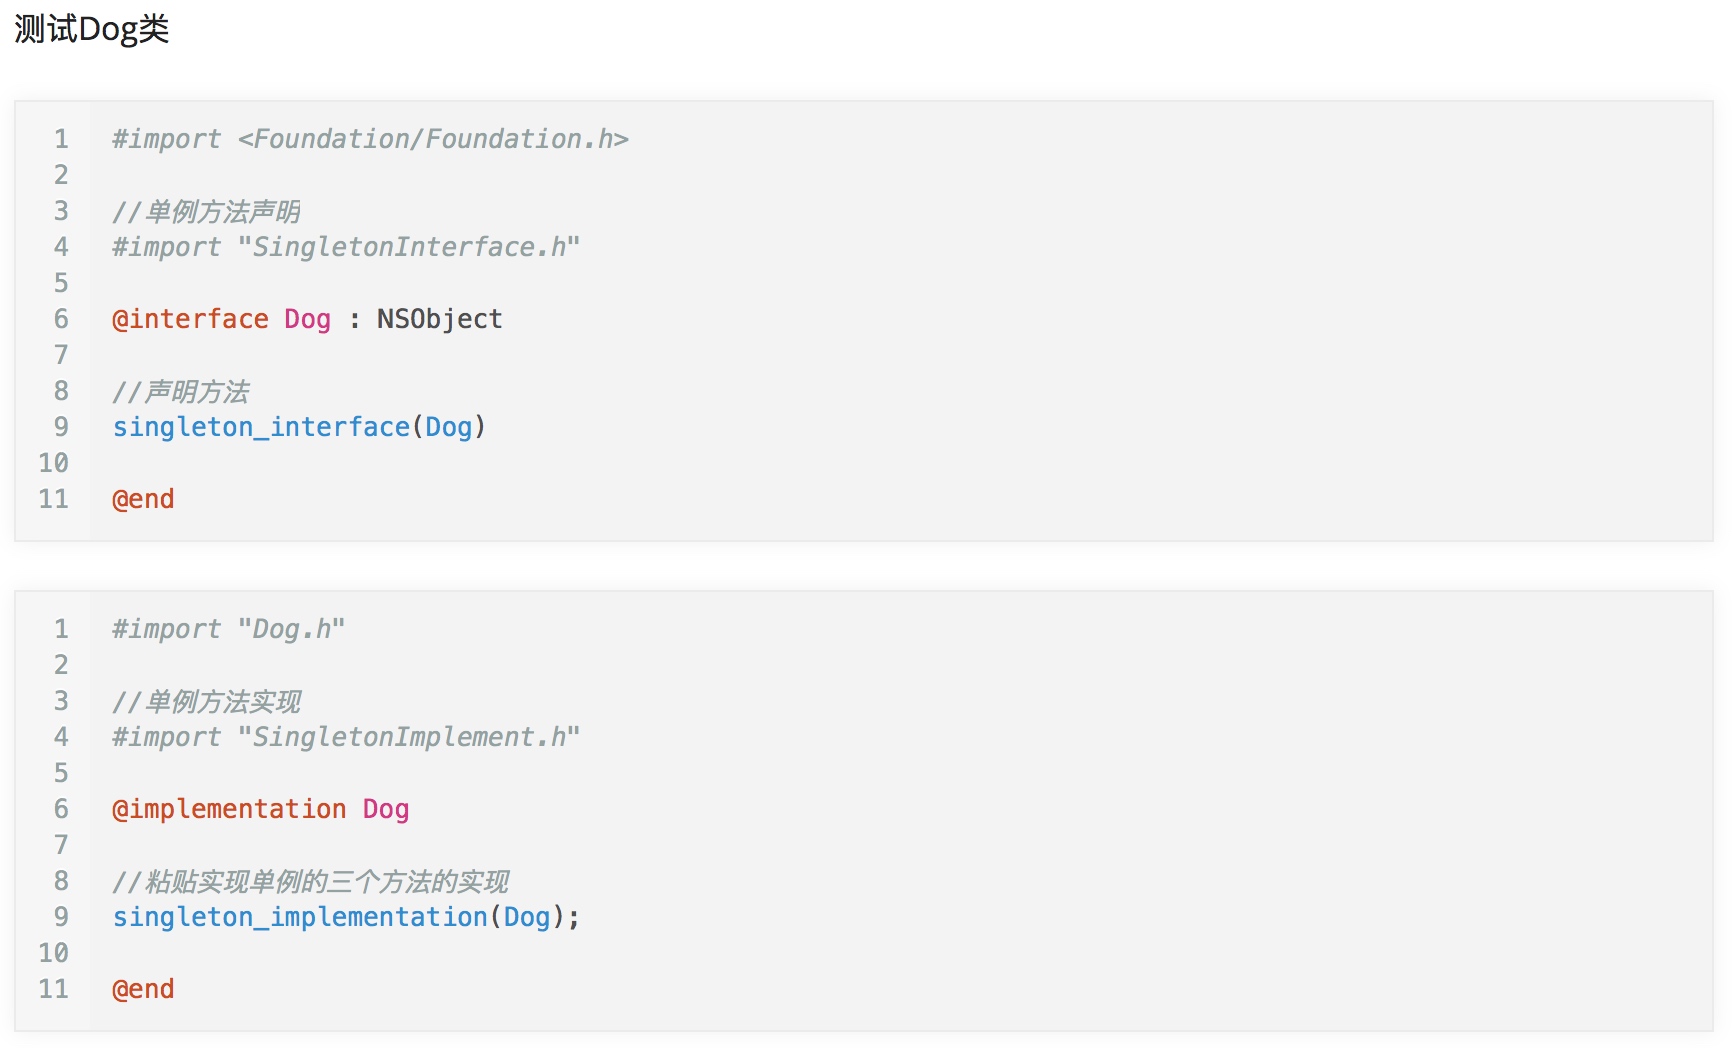 测试Dog类
1 #import <Foundation/Foundation.h>
2
3 //单例方法声明
4 #import "SingletonInterface.h"
5
6 @interface Dog : NSObject
7
8 //声明方法
9 singleton_interface(Dog)
10
11 @end
1 #import "Dog.h"
2
3 //单例方法实现
4 #import "SingletonImplement.h"
5
6 @implementation Dog
7
8 //粘贴实现单例的三个方法的实现
9 singleton_implementation(Dog);
10
11 @end